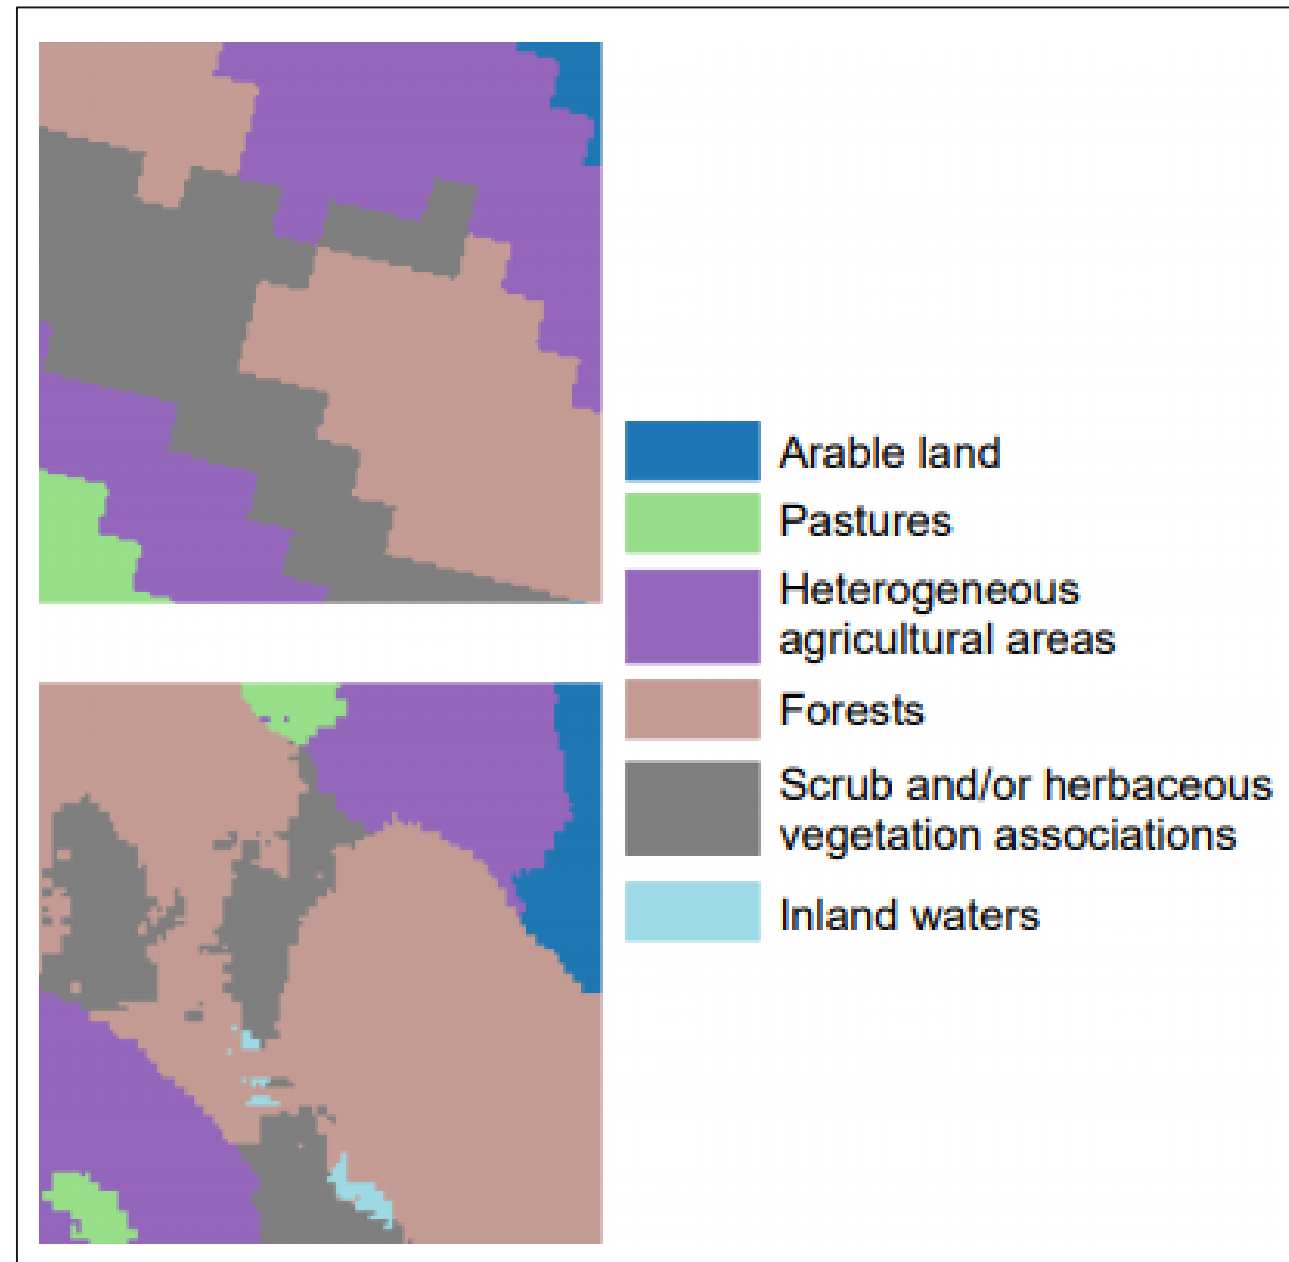 Arable land
Pastures
Heterogeneous
agricultural areas
Forests
Scrub and/or herbaceous
vegetation associations
Inland waters